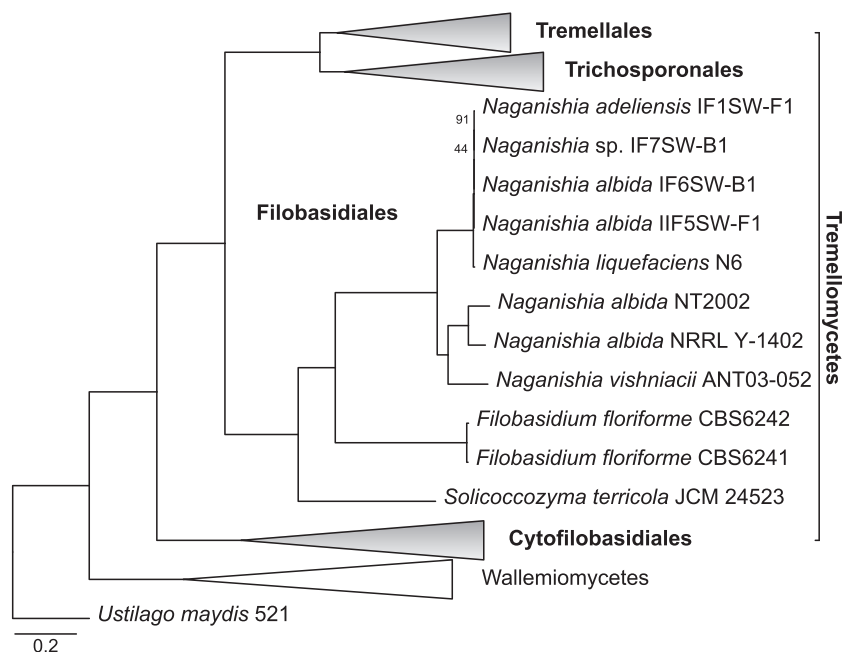 Tremellales
Trichosporonales
Naganishia adeliensis IF1SW-F1
91
Naganishia sp. IF7SW-B1
44
Naganishia albida IF6SW-B1
Filobasidiales
Naganishia albida IIF5SW-F1
Naganishia liquefaciens N6
Naganishia albida NT2002
Naganishia albida NRRL Y-1402
Naganishia vishniacii ANT03-052
Filobasidium floriforme CBS6242
Filobasidium floriforme CBS6241
Solicoccozyma terricola JCM 24523
Cytofilobasidiales
Wallemiomycetes
Ustilago maydis 521
0.2
Tremellomycetes